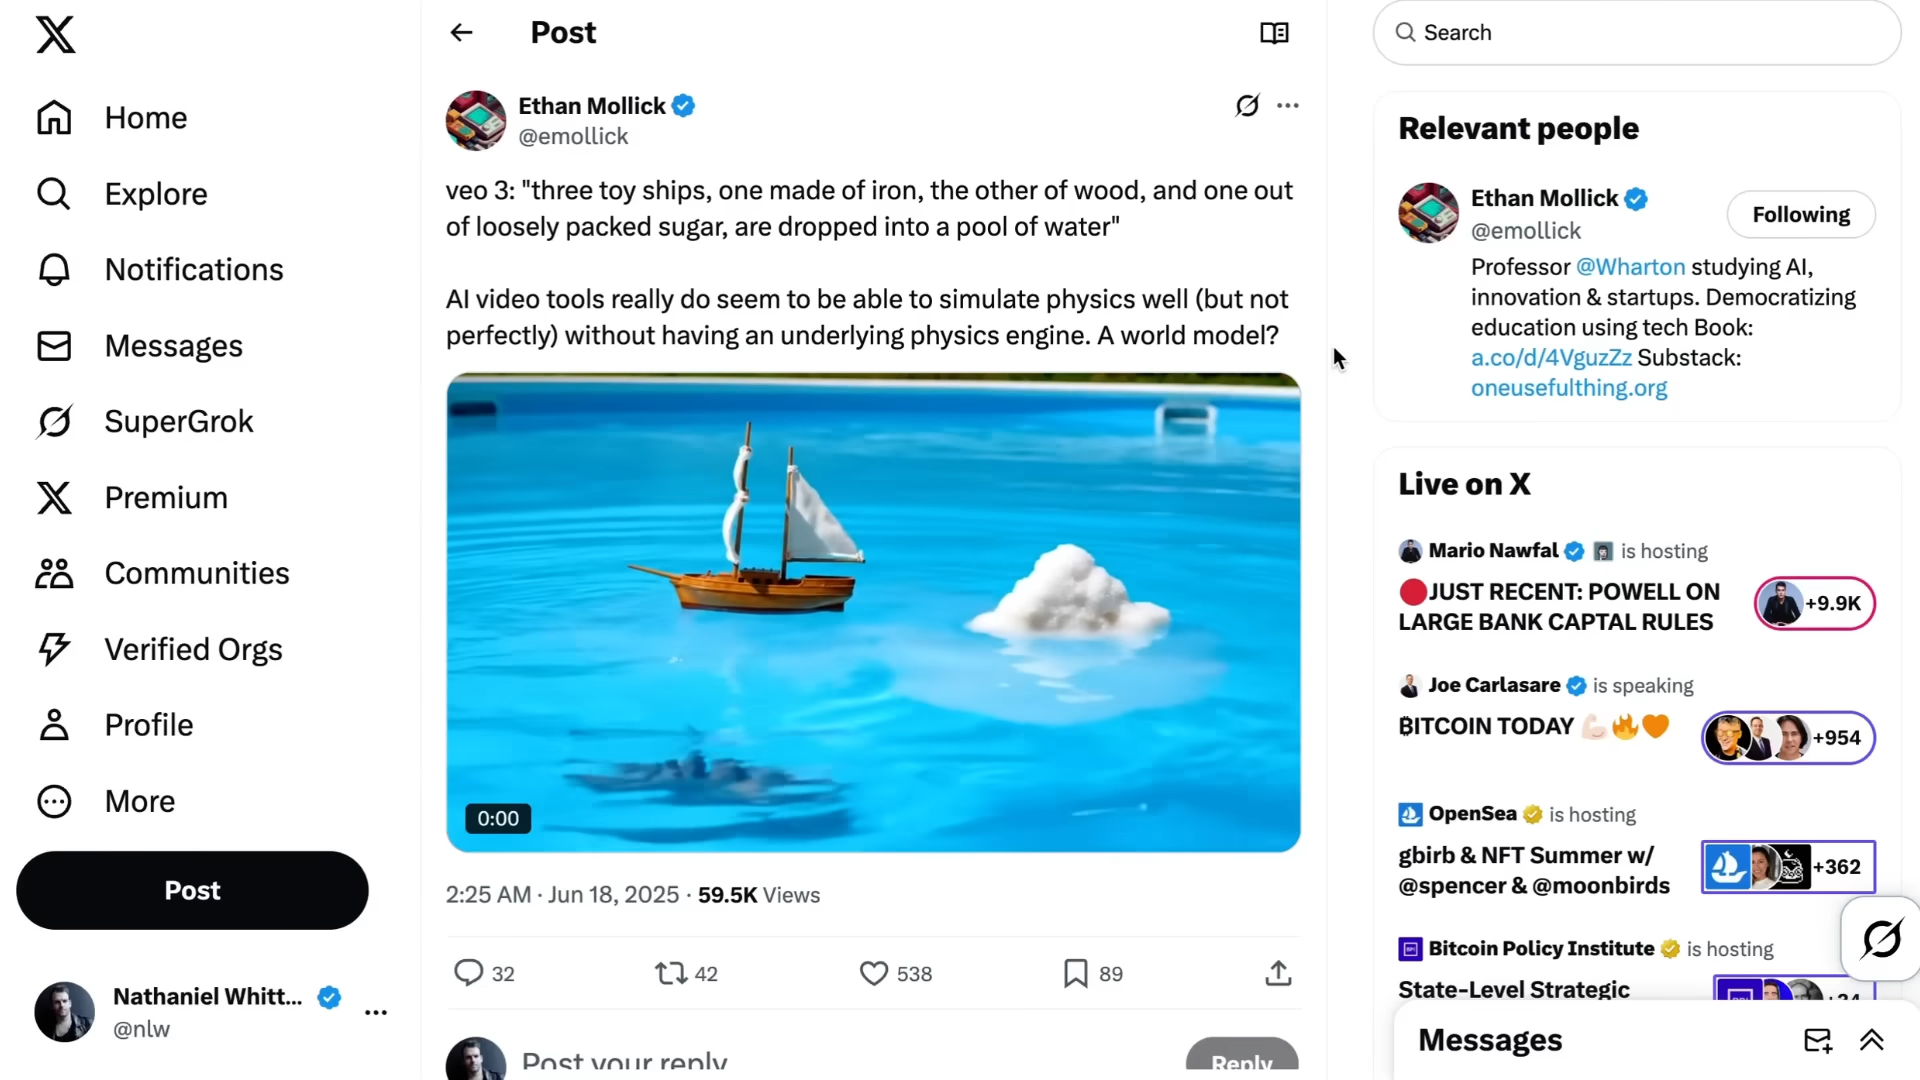 Home
Explore
Notifications
Messages
SuperGrok
Premium
Communities
Verified Orgs
Profile
More
Post
Nathaniel Whitt...
@nlw
Post
Ethan Mollick
@emollick
veo 3: "three toy ships, one made of iron, the other of wood, and one out
of loosely packed sugar, are dropped into a pool of water"
AI video tools really do seem to be able to simulate physics well (but not
perfectly) without having an underlying physics engine. A world model?
0:00
2:25 AM · Jun 18, 2025 · 59.5K Views
32
42
538
89
Post your reply
Reply
Search
Relevant people
Ethan Mollick
@emollick
Following
Professor @Wharton studying AI,
innovation & startups. Democratizing
education using tech Book:
a.co/d/4VguzZz Substack:
oneusefulthing.org
Live on X
Mario Nawfal is hosting
JUST RECENT: POWELL ON
LARGE BANK CAPTAL RULES
+9.9K
Joe Carlasare is speaking
₿ITCOIN TODAY 💪🏻🔥🧡
+954
OpenSea is hosting
gbirb & NFT Summer w/
@spencer & @moonbirds
+362
Bitcoin Policy Institute is hosting
State-Level Strategic
Messages